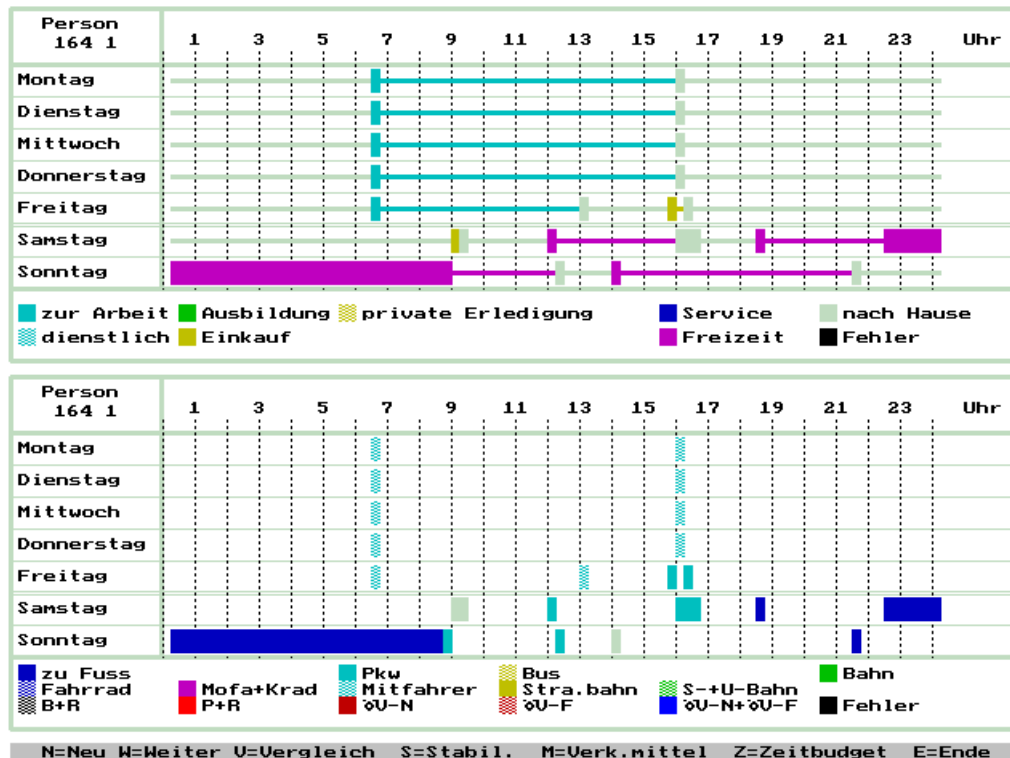 Person
164 1
1 3 5 7 9 11 13 15 17 19 21 23 Uhr
Montag
Dienstag
Mittwoch
Donnerstag
Freitag
Samstag
Sonntag
zur Arbeit Ausbildung private Erledigung Service nach Hause
dienstlich Einkauf Freizeit Fehler
Person
164 1
1 3 5 7 9 11 13 15 17 19 21 23 Uhr
Montag
Dienstag
Mittwoch
Donnerstag
Freitag
Samstag
Sonntag
zu Fuss Pkw Bus Bahn
Fahrrad Mofa+Krad Mitfahrer Stra.bahn S-+U-Bahn
B+R P+R ÖV-N ÖV-F ÖV-N+ÖV-F Fehler
N=Neu W=Weiter V=Vergleich S=Stabil. M=Verk.mittel Z=Zeitbudget E=Ende